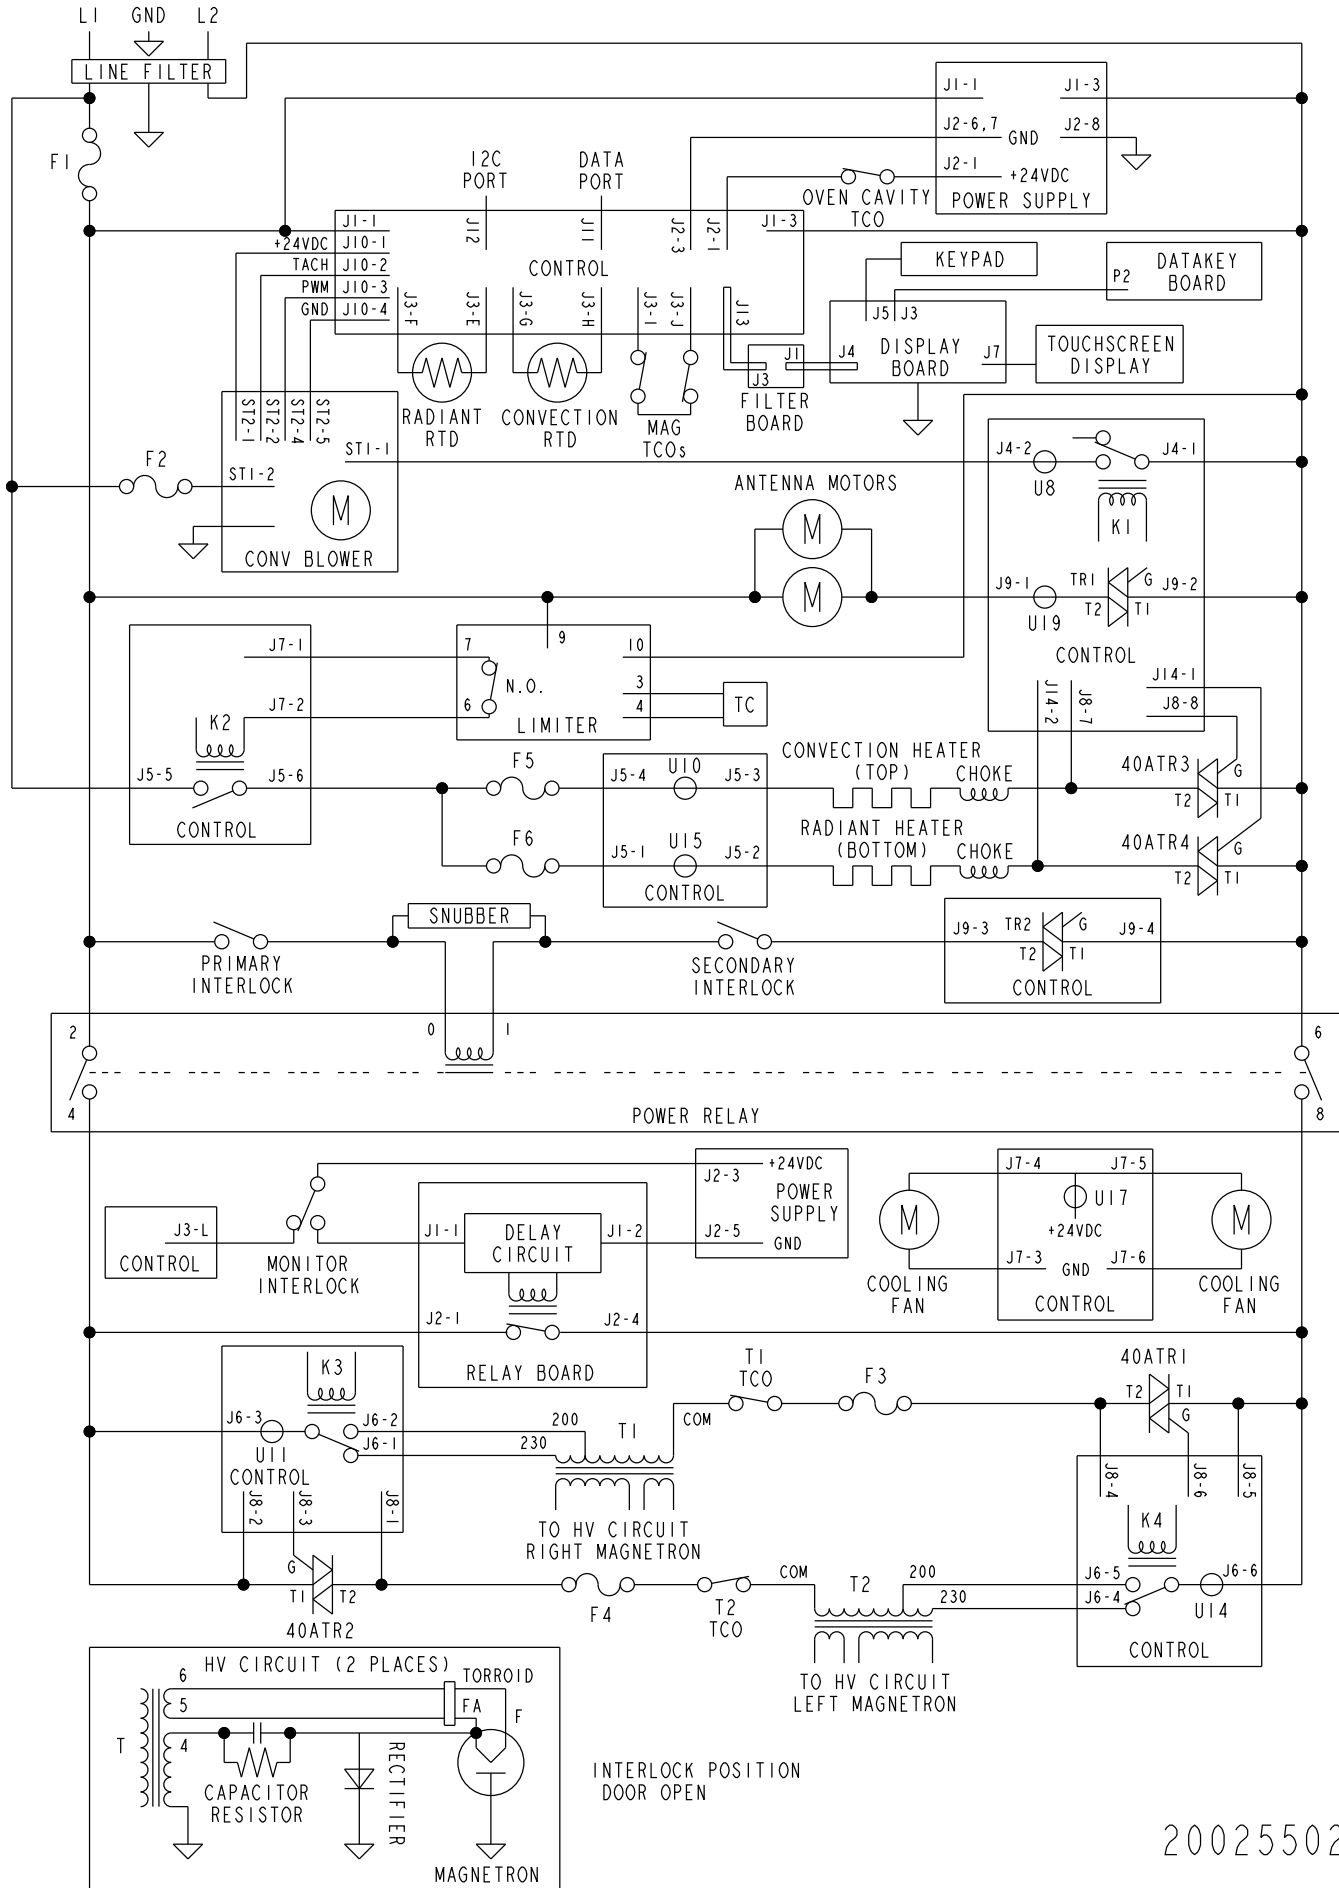 L1 GND L2
LINE FILTER
F1
J1-1 J1-3
J2-6,7 GND J2-8
J2-1 +24VDC
POWER SUPPLY
I2C
PORT
DATA
PORT
OVEN CAVITY
TCO
J1-1
+24VDC J10-1
TACH J10-2
PWM J10-3
GND J10-4
J12
J11
J2-3
J2-1
J1-3
CONTROL
J3-F
J3-E
J3-G
J3-H
J3-I
J3-J
J13
KEYPAD
P2
DATAKEY
BOARD
J5 J3
J4 DISPLAY
BOARD
J7
TOUCHSCREEN
DISPLAY
J1
J3
FILTER
BOARD
RADIANT
RTD
CONVECTION
RTD
MAG
TCOs
ST2-1
ST2-2
ST2-4
ST2-5
ST1-1
F2
ST1-2
M
CONV BLOWER
J4-2
U8
J4-1
K1
ANTENNA MOTORS
M
M
J9-1
U19
TR1 G
T2 T1
J9-2
CONTROL
J14-1
J8-8
J14-2
J8-7
J7-1
J7-2
K2
J5-5 J5-6
CONTROL
7 9 10
N.O. 3
6 4
LIMITER
TC
F5
F6
J5-4 U10 J5-3
J5-1 U15 J5-2
CONTROL
CONVECTION HEATER
(TOP)
CHOKE
RADIANT HEATER
(BOTTOM)
CHOKE
40ATR3
G
T2 T1
40ATR4
G
T2 T1
SNUBBER
PRIMARY
INTERLOCK
SECONDARY
INTERLOCK
J9-3 TR2 G J9-4
T2 T1
CONTROL
2 0 1 6
4 8
POWER RELAY
J3-L
CONTROL
MONITOR
INTERLOCK
J1-1
DELAY
CIRCUIT
J1-2
J2-1 J2-4
RELAY BOARD
+24VDC
J2-3
POWER
SUPPLY
J2-5 GND
M
COOLING
FAN
J7-4 J7-5
U17
+24VDC
J7-3 GND J7-6
CONTROL
M
COOLING
FAN
K3
J6-3 J6-2
U11 J6-1
CONTROL
J8-2
J8-3
J8-1
G
T1 T2
40ATR2
200
230
T1
COM
T1
TCO
F3
TO HV CIRCUIT
RIGHT MAGNETRON
40ATR1
T2 T1
G
J8-4
J8-6
J8-5
K4
J6-5 J6-6
J6-4 U14
CONTROL
F4
T2
TCO
COM T2 200
230
TO HV CIRCUIT
LEFT MAGNETRON
HV CIRCUIT (2 PLACES)
6 TORROID
5 FA F
T 4
CAPACITOR
RESISTOR
RECTIFIER
MAGNETRON
INTERLOCK POSITION
DOOR OPEN
20025502